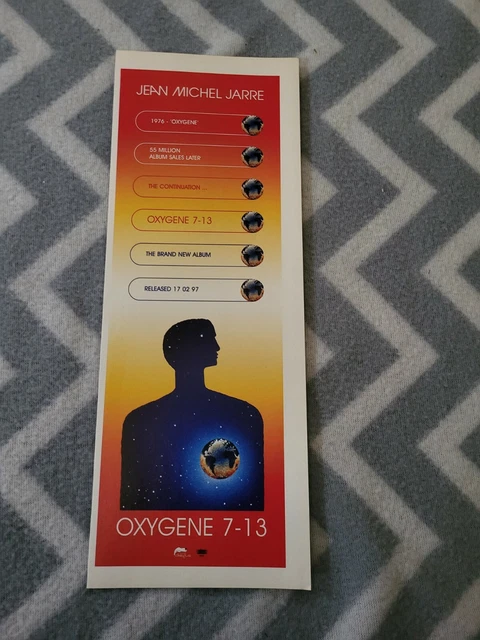 JEAN MICHEL JARRE
1976 - 'OXYGENE'
55 MILLION
ALBUM SALES LATER
THE CONTINUATION ...
OXYGENE 7-13
THE BRAND NEW ALBUM
RELEASED 17 02 97
OXYGENE 7-13